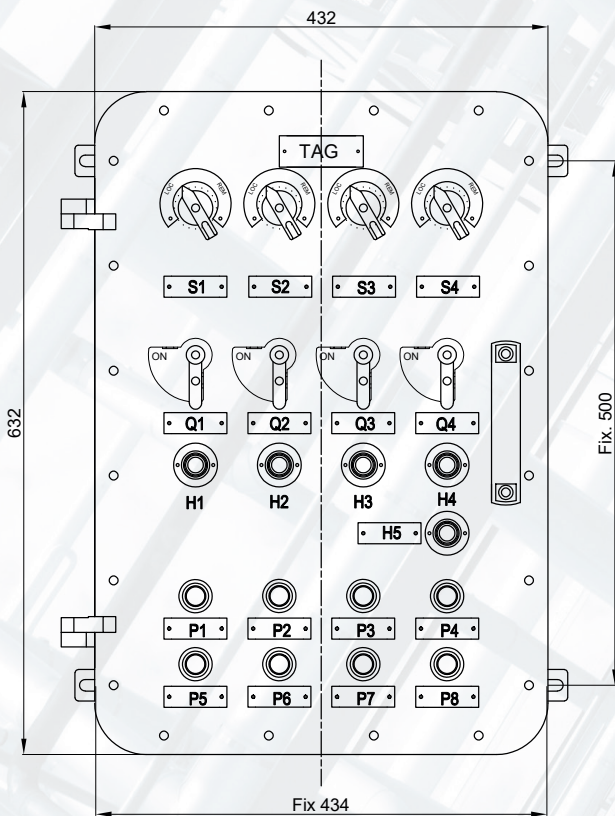 432
TAG
LOC REM LOC REM LOC REM LOC REM
S1 S2 S3 S4
ON ON ON ON
632
Fix. 500
Q1 Q2 Q3 Q4
H1 H2 H3 H4
H5
P1 P2 P3 P4
P5 P6 P7 P8
Fix 434